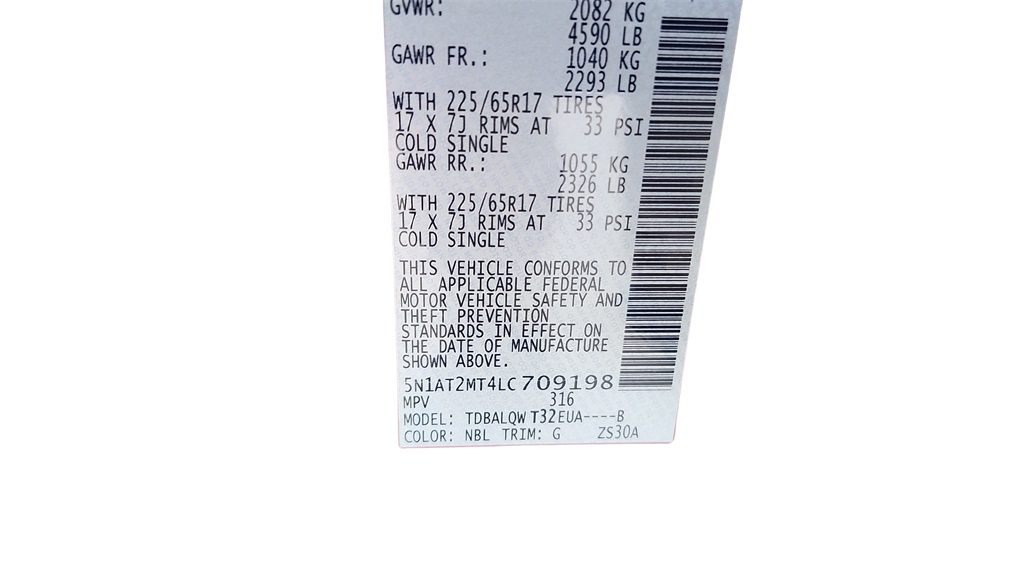 GVWR: 2082 KG
4590 LB
GAWR FR.: 1040 KG
2293 LB
WITH 225/65R17 TIRES
17 X 7J RIMS AT 33 PSI
COLD SINGLE
GAWR RR.: 1055 KG
2326 LB
WITH 225/65R17 TIRES
17 X 7J RIMS AT 33 PSI
COLD SINGLE
THIS VEHICLE CONFORMS TO
ALL APPLICABLE FEDERAL
MOTOR VEHICLE SAFETY AND
THEFT PREVENTION
STANDARDS IN EFFECT ON
THE DATE OF MANUFACTURE
SHOWN ABOVE.
5N1AT2MT4LC709198
MPV 316
MODEL: TDBALQWT32EUA----B
COLOR: NBL TRIM: G ZS30A